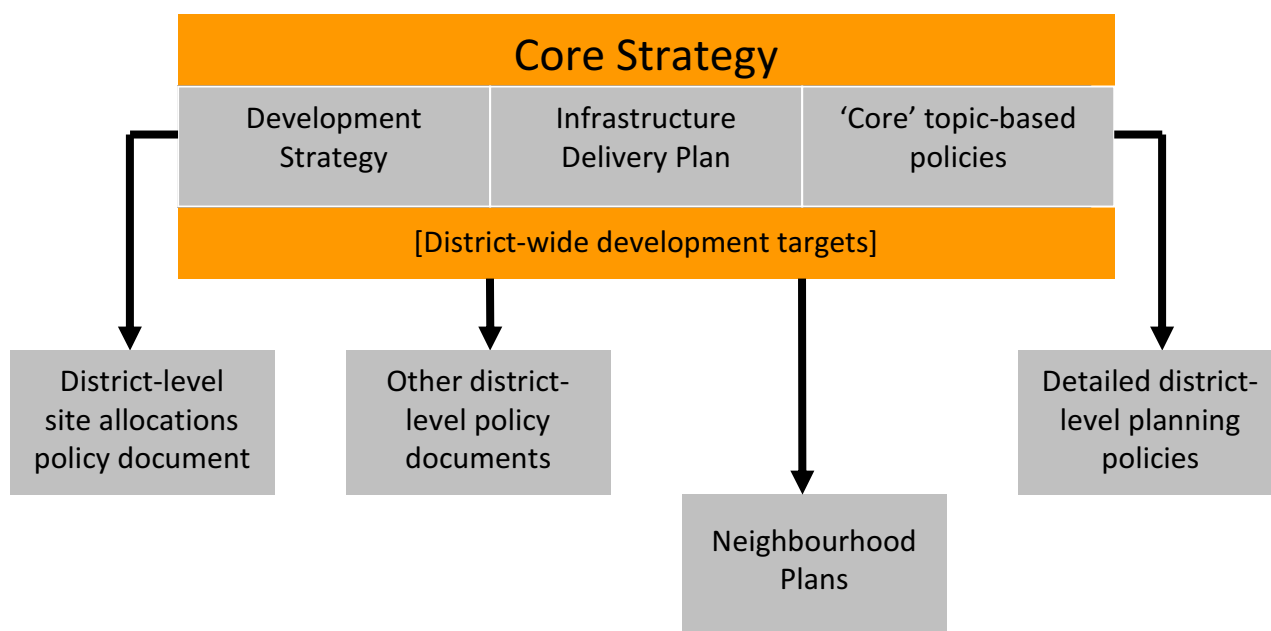 Core Strategy
Development
Strategy
Infrastructure
Delivery Plan
‘Core’ topic-based
policies
[District-wide development targets]
District-level
site allocations
policy document
Other district-
level policy
documents
Detailed district-
level planning
policies
Neighbourhood
Plans